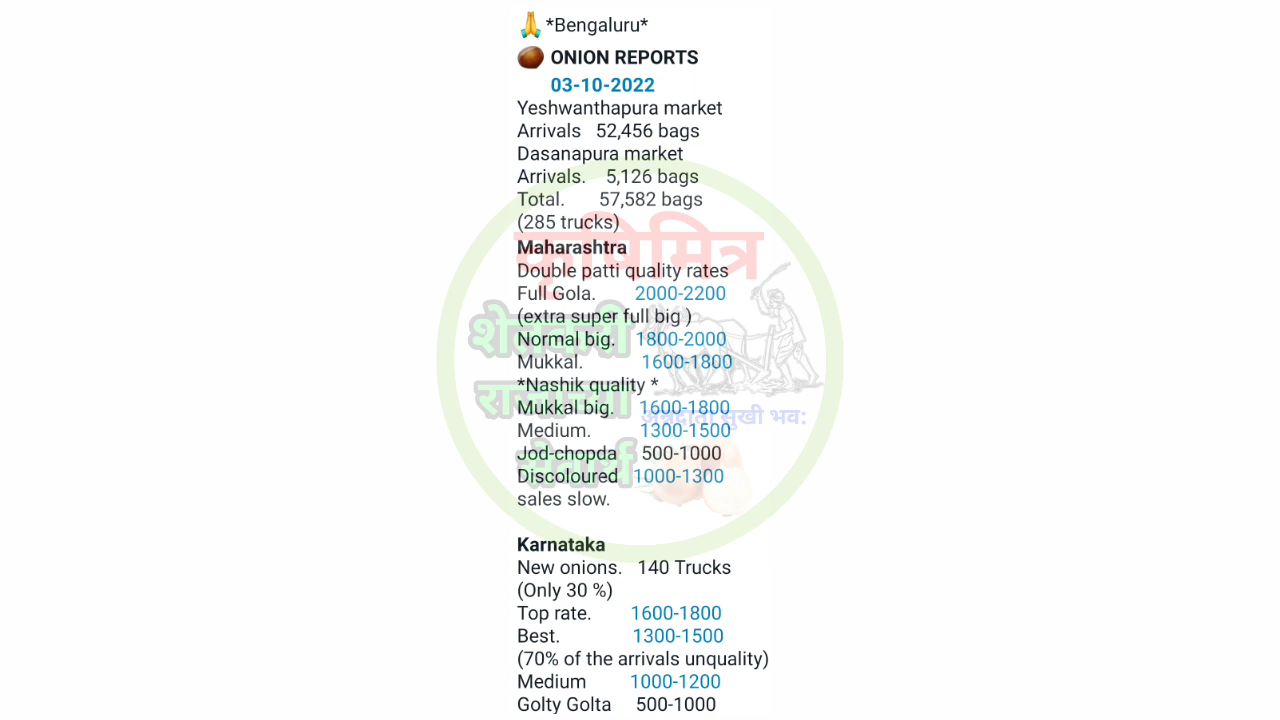 🙏 *Bengaluru*
🌰 ONION REPORTS
03-10-2022
Yeshwanthapura market
Arrivals 52,456 bags
Dasanapura market
Arrivals. 5,126 bags
Total. 57,582 bags
(285 trucks)
Maharashtra
Double patti quality rates
Full Gola. 2000-2200
(extra super full big )
Normal big. 1800-2000
Mukkal. 1600-1800
*Nashik quality *
Mukkal big. 1600-1800
Medium. 1300-1500
Jod-chopda 500-1000
Discoloured 1000-1300
sales slow.
Karnataka
New onions. 140 Trucks
(Only 30 %)
Top rate. 1600-1800
Best. 1300-1500
(70% of the arrivals unquality)
Medium 1000-1200
Golty Golta 500-1000
कृषिमित्र
शेतकरी
राजाच्या
सेवार्थ
अन्नदाता सुखी भव: